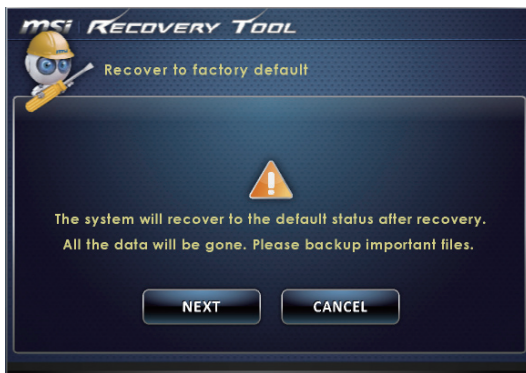 msi RECOVERY TOOL
Recover to factory default
The system will recover to the default status after recovery.
All the data will be gone. Please backup important files.
NEXT CANCEL